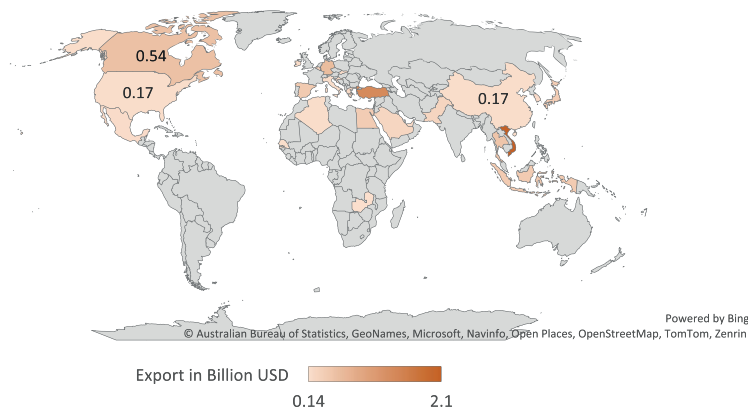 0.54
0.17
0.17
Powered by Bing
© Australian Bureau of Statistics, GeoNames, Microsoft, Navinfo, Open Places, OpenStreetMap, TomTom, Zenrin
Export in Billion USD
0.14
2.1